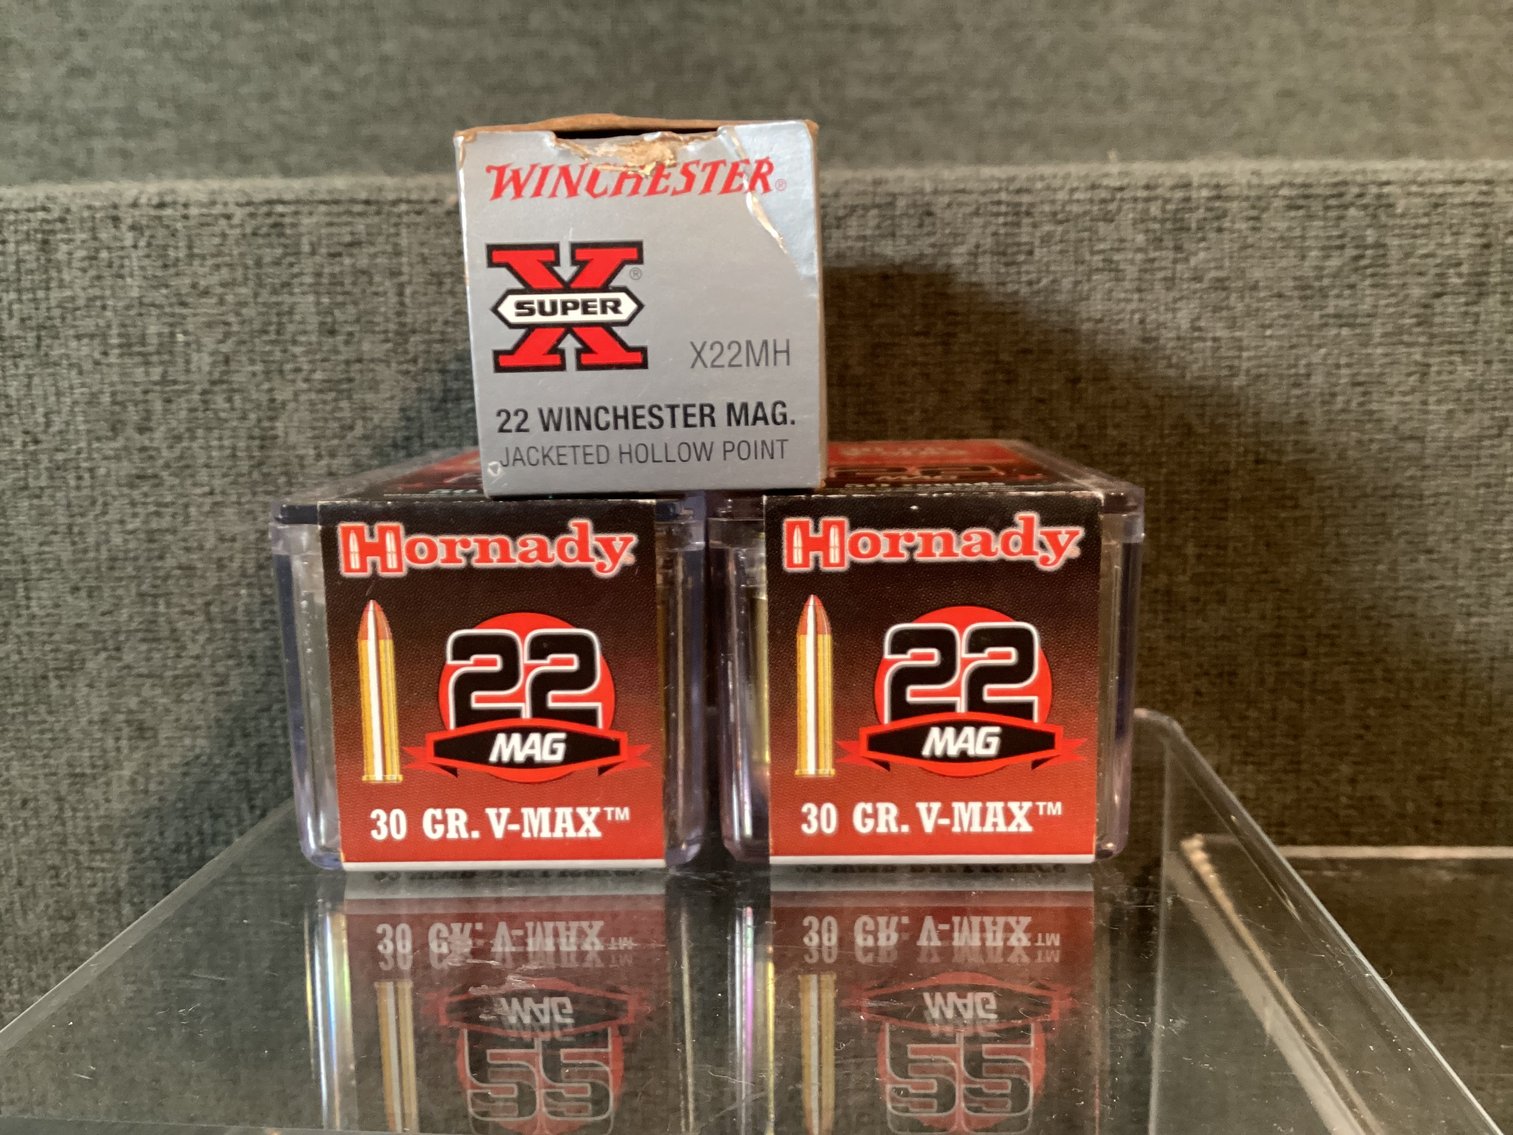 WINCHESTER®
SUPER X®
X22MH
22 WINCHESTER MAG.
JACKETED HOLLOW POINT
Hornady
22
MAG
30 GR. V-MAX™
Hornady
22
MAG
30 GR. V-MAX™